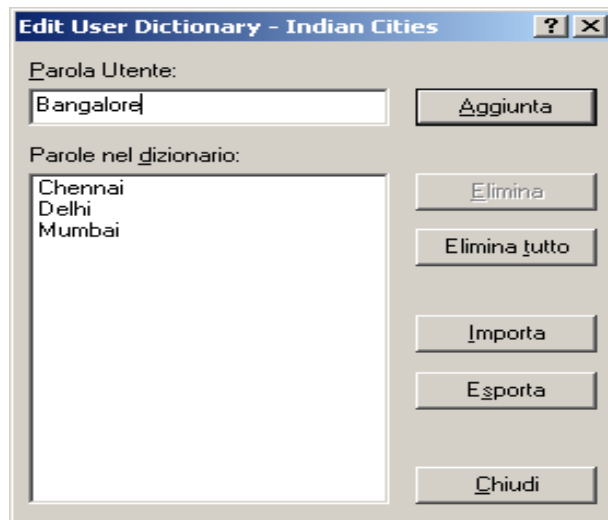 Edit User Dictionary - Indian Cities
Parola Utente:
Bangalore
Aggiunta
Parole nel dizionario:
Chennai
Delhi
Mumbai
Elimina
Elimina tutto
Importa
Esporta
Chiudi